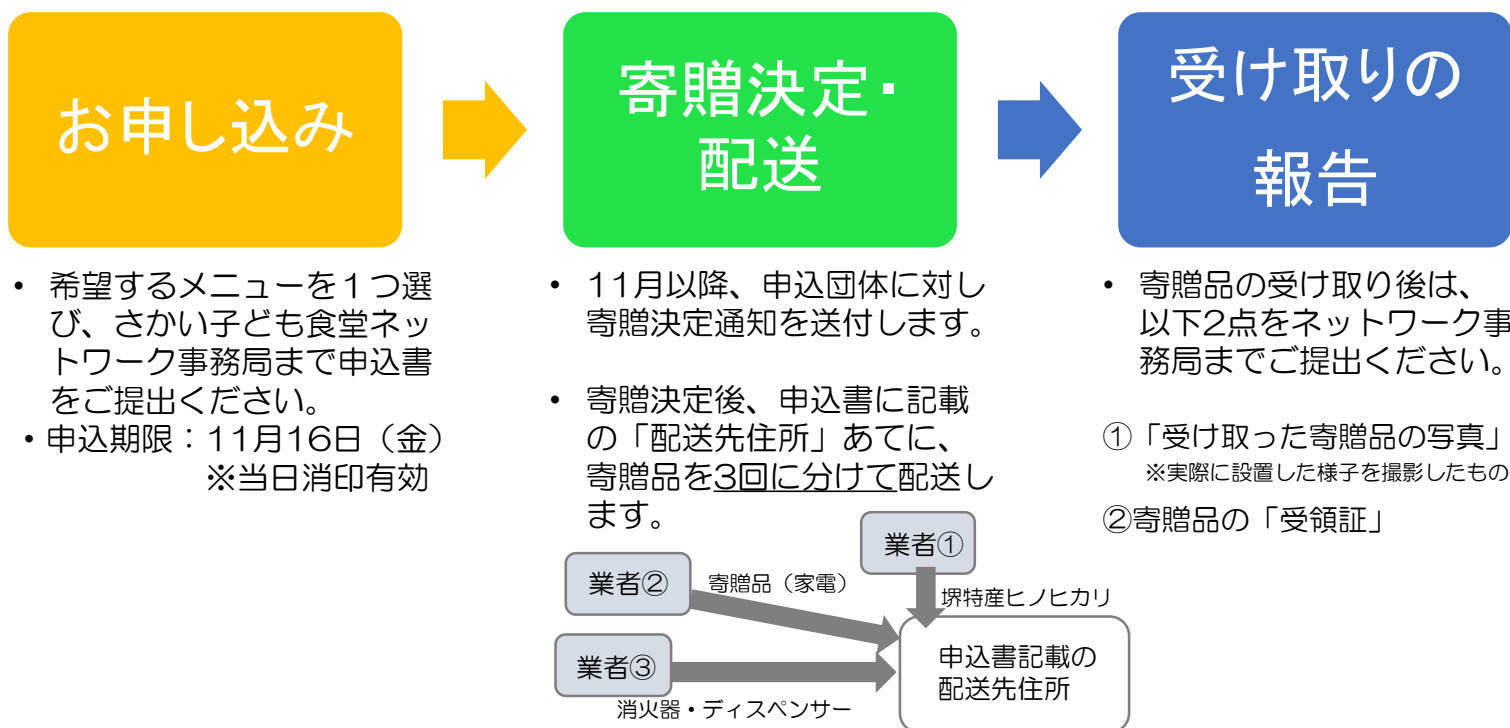 お申し込み
• 希望するメニューを１つ選
び、さかい子ども食堂ネッ
トワーク事務局まで申込書
をご提出ください。
・申込期限：11月16日（金）
※当日消印有効
寄贈決定・
配送
• 11月以降、申込団体に対し
寄贈決定通知を送付します。
• 寄贈決定後、申込書に記載
の「配送先住所」あてに、
寄贈品を3回に分けて配送し
ます。
業者①
業者②
寄贈品（家電）
堺特産ヒノヒカリ
業者③
申込書記載の
配送先住所
消火器・ディスペンサー
受け取りの
報告
• 寄贈品の受け取り後は、
以下2点をネットワーク事
務局までご提出ください。
①「受け取った寄贈品の写真」
※実際に設置した様子を撮影したもの
②寄贈品の「受領証」